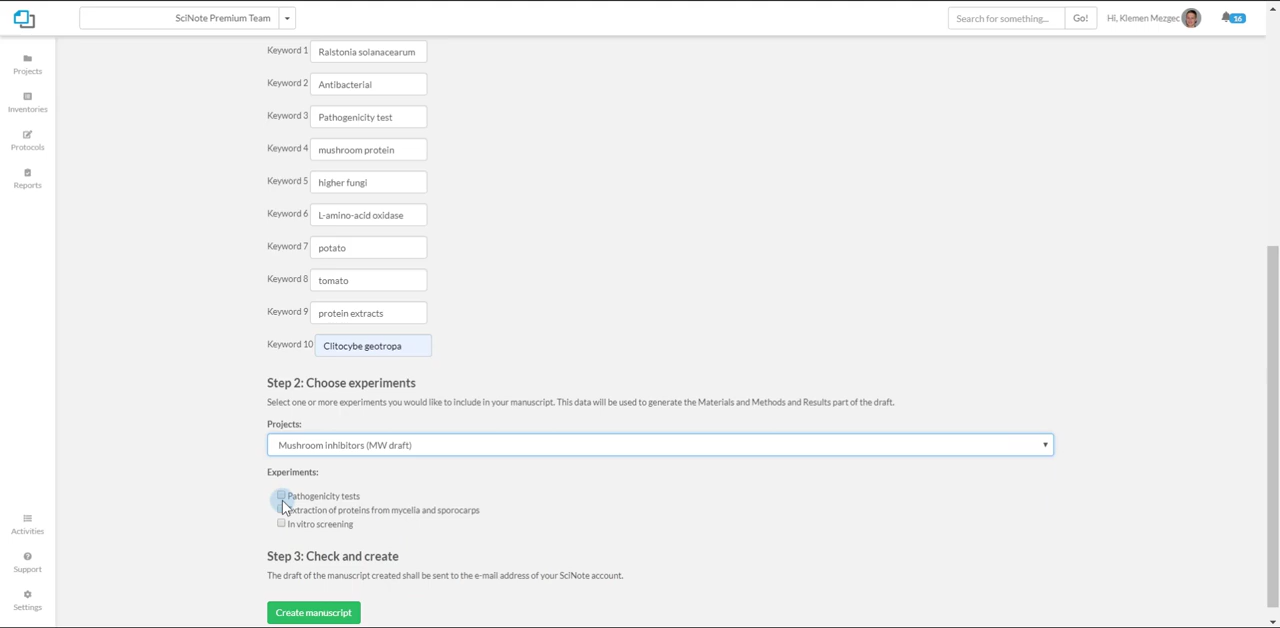 SciNote Premium Team
Search for something...
Go!
Hi, Klemen Mezgec
16
Projects
Inventories
Protocols
Reports
Activities
Support
Settings
Keyword 1 Ralstonia solanacearum
Keyword 2 Antibacterial
Keyword 3 Pathogenicity test
Keyword 4 mushroom protein
Keyword 5 higher fungi
Keyword 6 L-amino-acid oxidase
Keyword 7 potato
Keyword 8 tomato
Keyword 9 protein extracts
Keyword 10 Clitocybe geotropa
Step 2: Choose experiments
Select one or more experiments you would like to include in your manuscript. This data will be used to generate the Materials and Methods and Results part of the draft.
Projects:
Mushroom inhibitors (MW draft)
Experiments:
Pathogenicity tests
Extraction of proteins from mycelia and sporocarps
In vitro screening
Step 3: Check and create
The draft of the manuscript created shall be sent to the e-mail address of your SciNote account.
Create manuscript